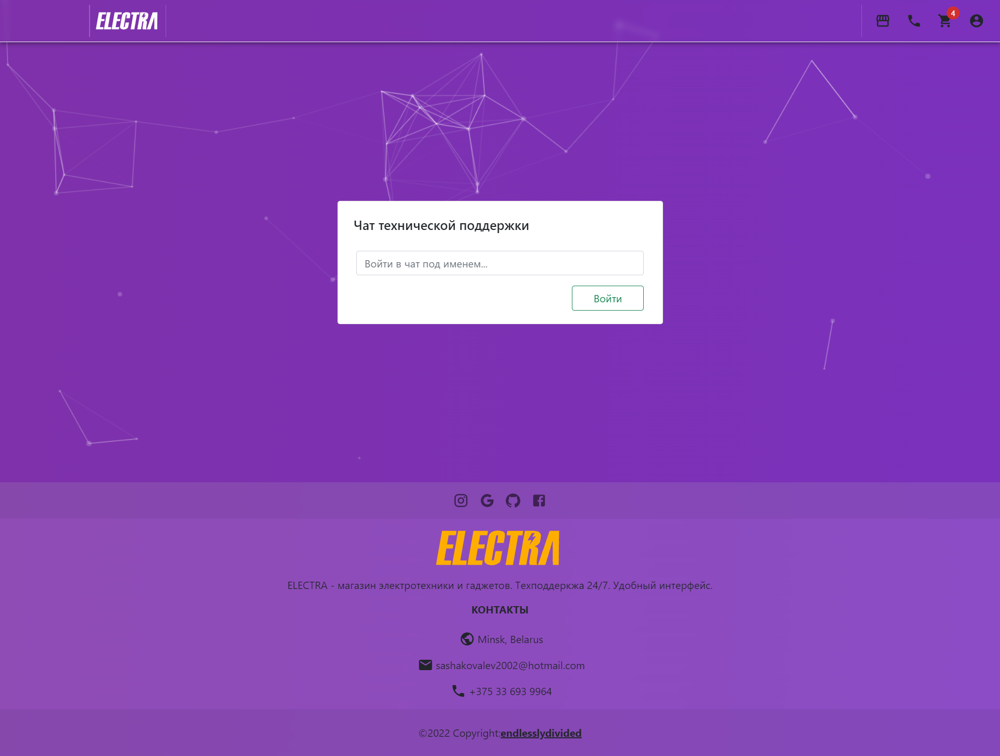 ELECTRA
4
Чат технической поддержки
Войти в чат под именем...
Войти
ELECTRA
ELECTRA - магазин электротехники и гаджетов. Техподдеркжа 24/7. Удобный интерфейс.
КОНТАКТЫ
Minsk, Belarus
sashakovalev2002@hotmail.com
+375 33 693 9964
©2022 Copyright:endlesslydivided